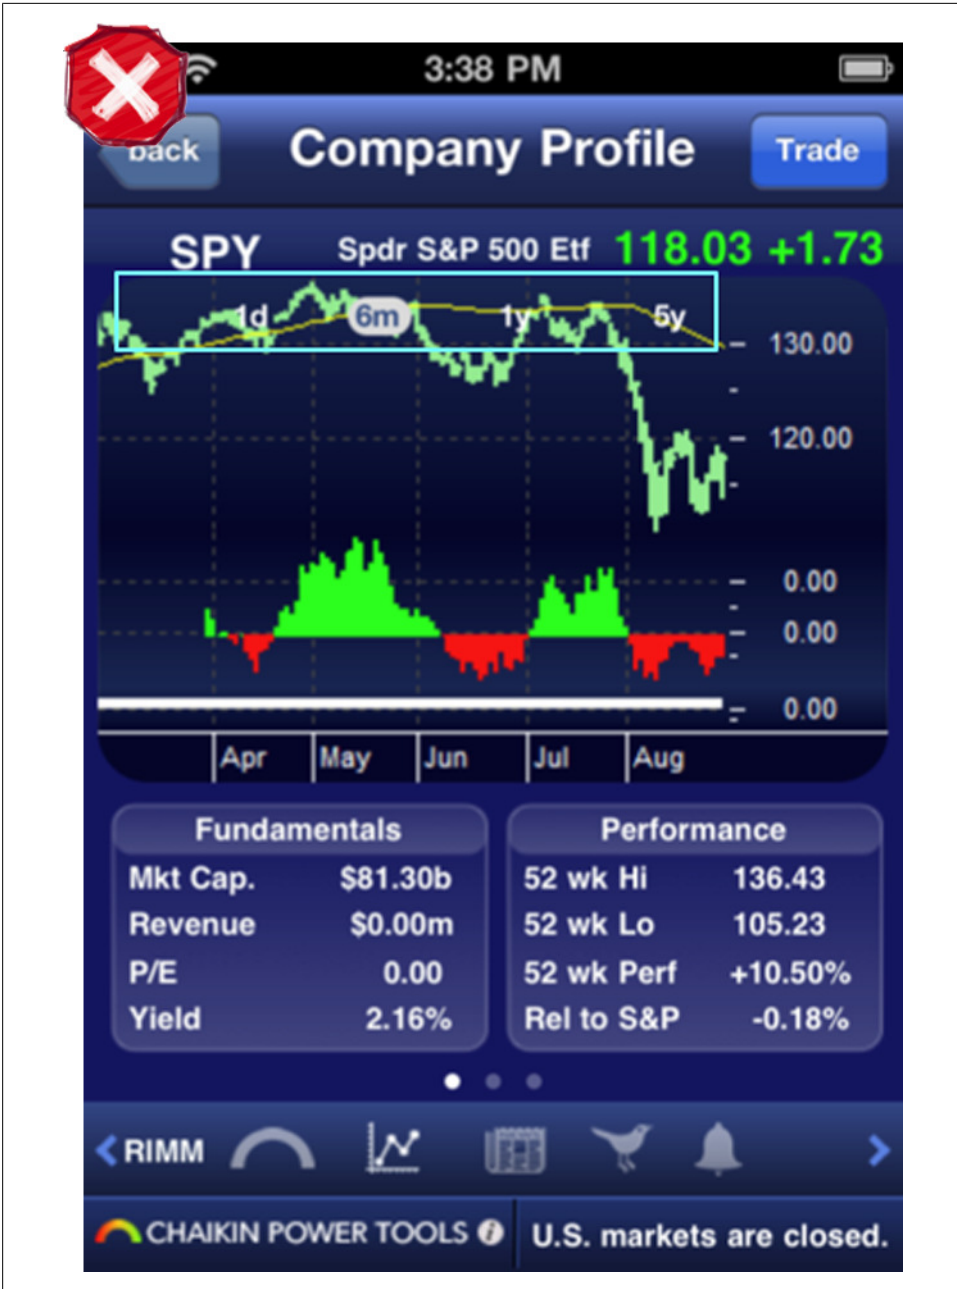 3:38 PM
back Company Profile Trade
SPY Spdr S&P 500 Etf 118.03 +1.73
1d 6m 1y 5y
130.00
120.00
0.00
0.00
0.00
Apr May Jun Jul Aug
Fundamentals
Mkt Cap. $81.30b
Revenue $0.00m
P/E 0.00
Yield 2.16%
Performance
52 wk Hi 136.43
52 wk Lo 105.23
52 wk Perf +10.50%
Rel to S&P -0.18%
RIMM
CHAIKIN POWER TOOLS i
U.S. markets are closed.